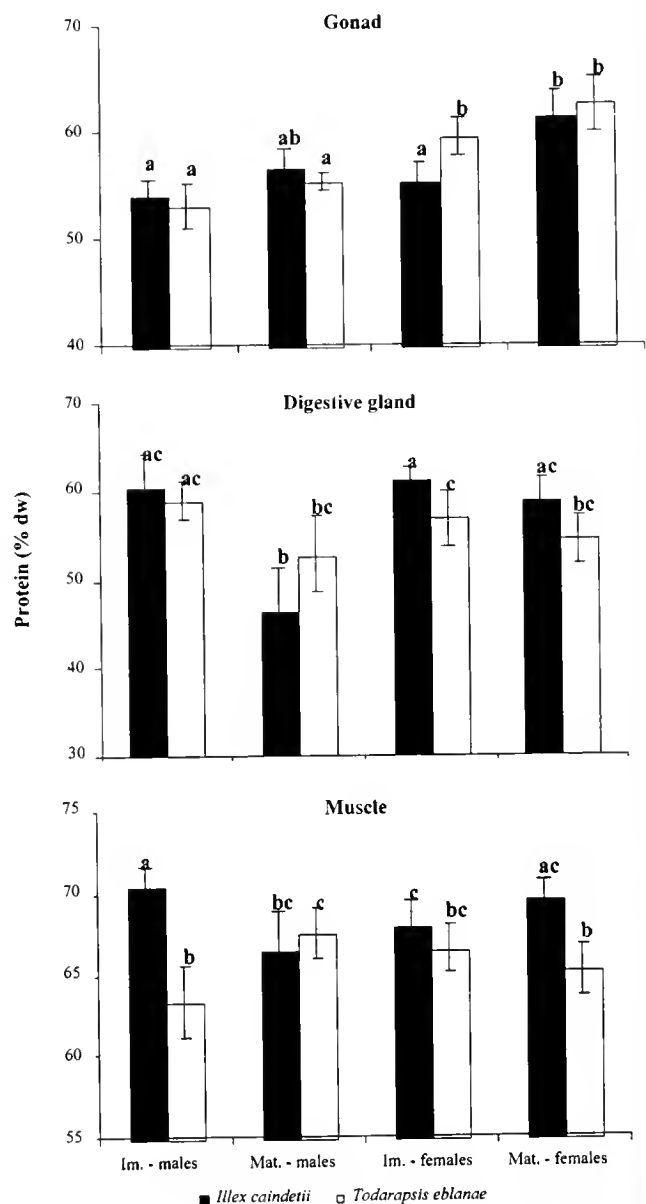 Gonad
70
60
50
40
a a ab a a b b b
Digestive gland
70
60
50
40
30
ac ac b bc a c ac bc
Protein (% dw)
Muscle
75
70
65
60
55
a b bc c c bc ac b
Im. - males Mat. - males Im. - females Mat. - females
Illex caindetii Todarapsis eblanae